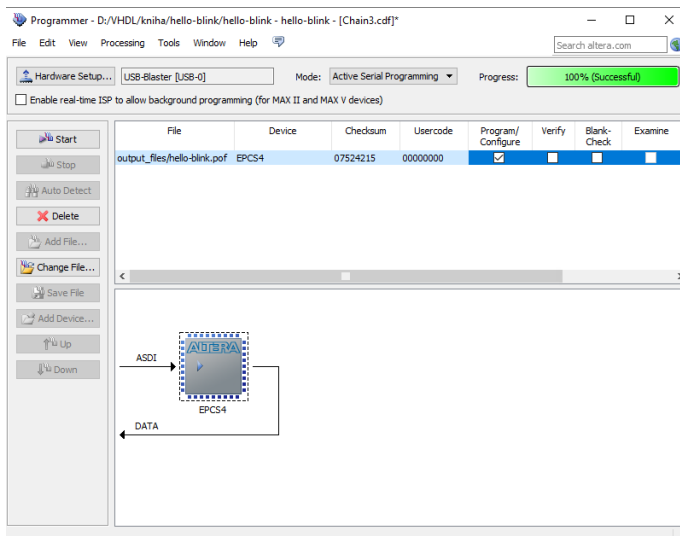 Programmer - D:/VHDL/kniha/hello-blink/hello-blink - hello-blink - [Chain3.cdf]*
File Edit View Processing Tools Window Help
Search altera.com
Hardware Setup... USB-Blaster [USB-0] Mode: Active Serial Programming Progress: 100% (Successful)
Enable real-time ISP to allow background programming (for MAX II and MAX V devices)
Start
Stop
Auto Detect
Delete
Add File...
Change File...
Save File
Add Device...
Up
Down
File Device Checksum Usercode Program/ Verify Blank- Examine
Configure Check
output_files/hello-blink.pof EPCS4 07524215 00000000
ALTERA
ASDI
EPCS4
DATA